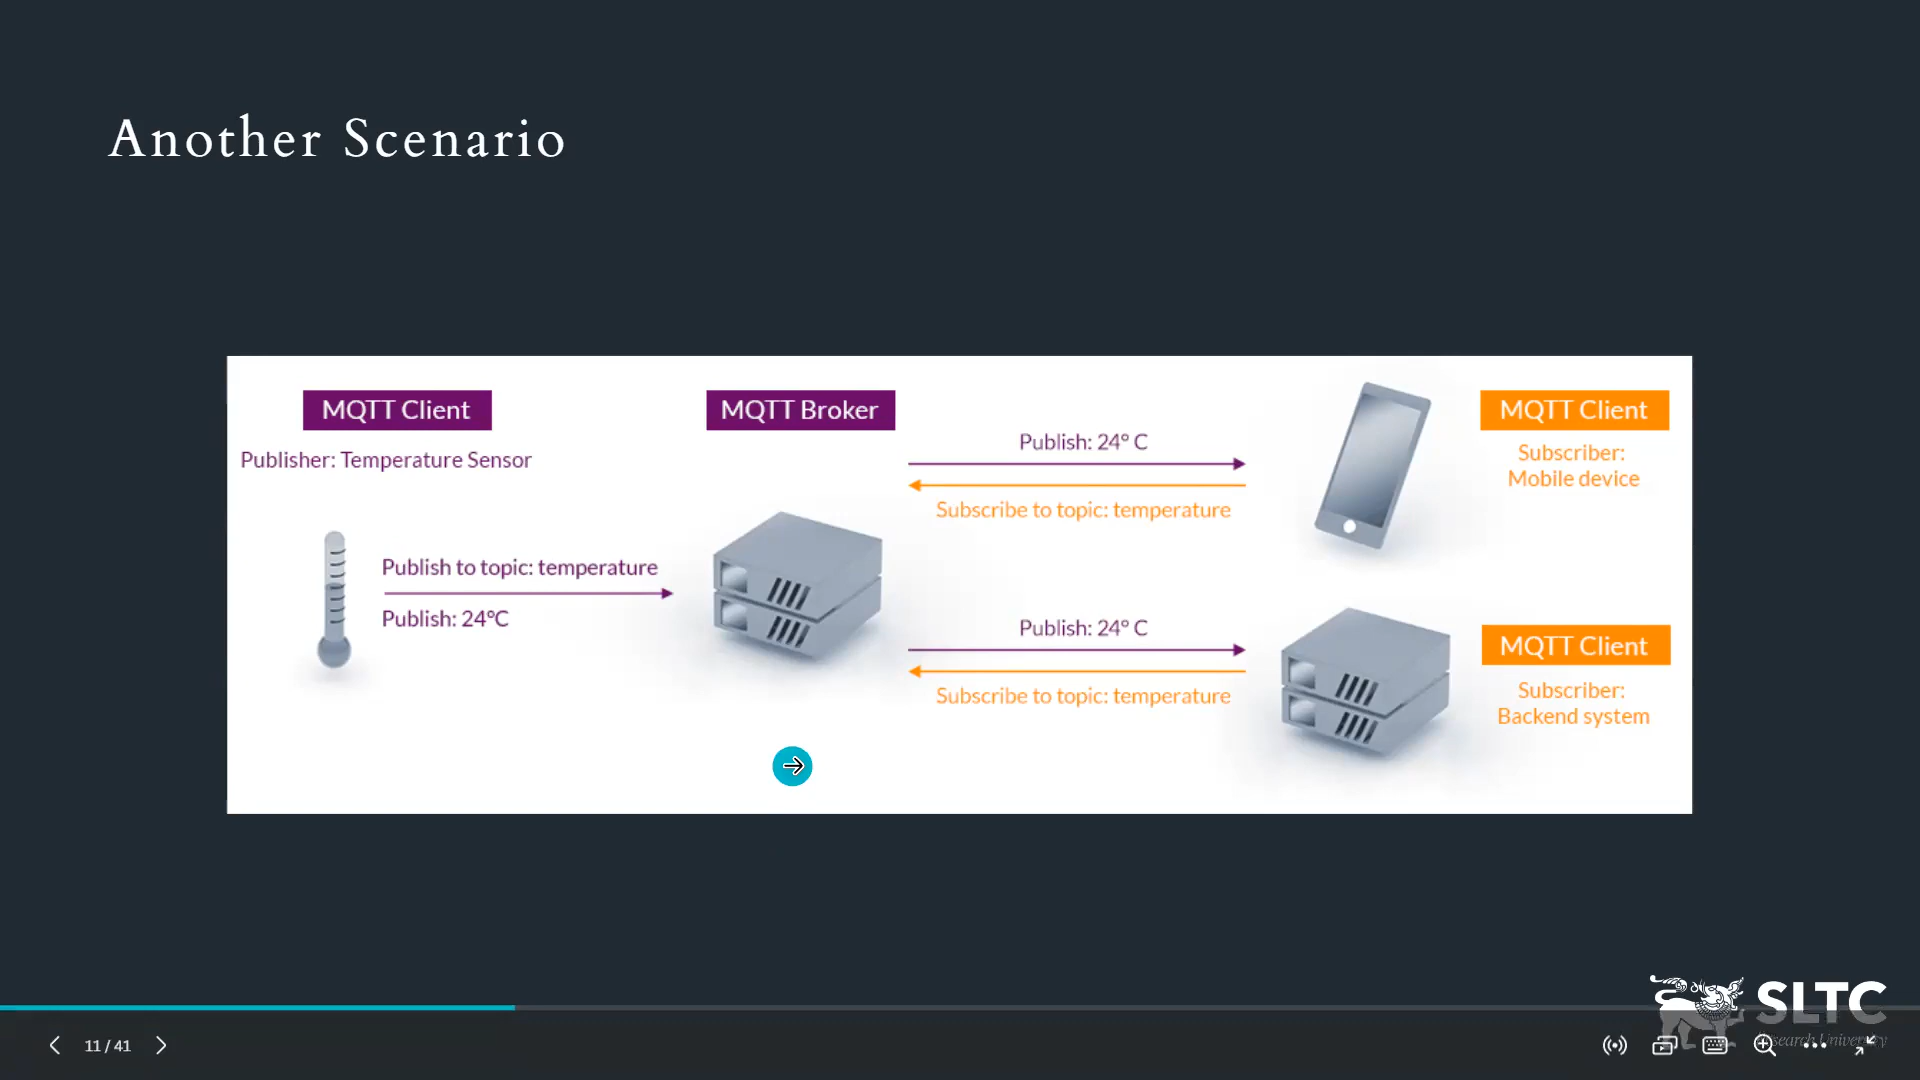 Another Scenario
MQTT Client
Publisher: Temperature Sensor
Publish to topic: temperature
Publish: 24°C
MQTT Broker
Publish: 24° C
Subscribe to topic: temperature
MQTT Client
Subscriber:
Mobile device
Publish: 24° C
Subscribe to topic: temperature
MQTT Client
Subscriber:
Backend system
SLTC
Research University
11 / 41